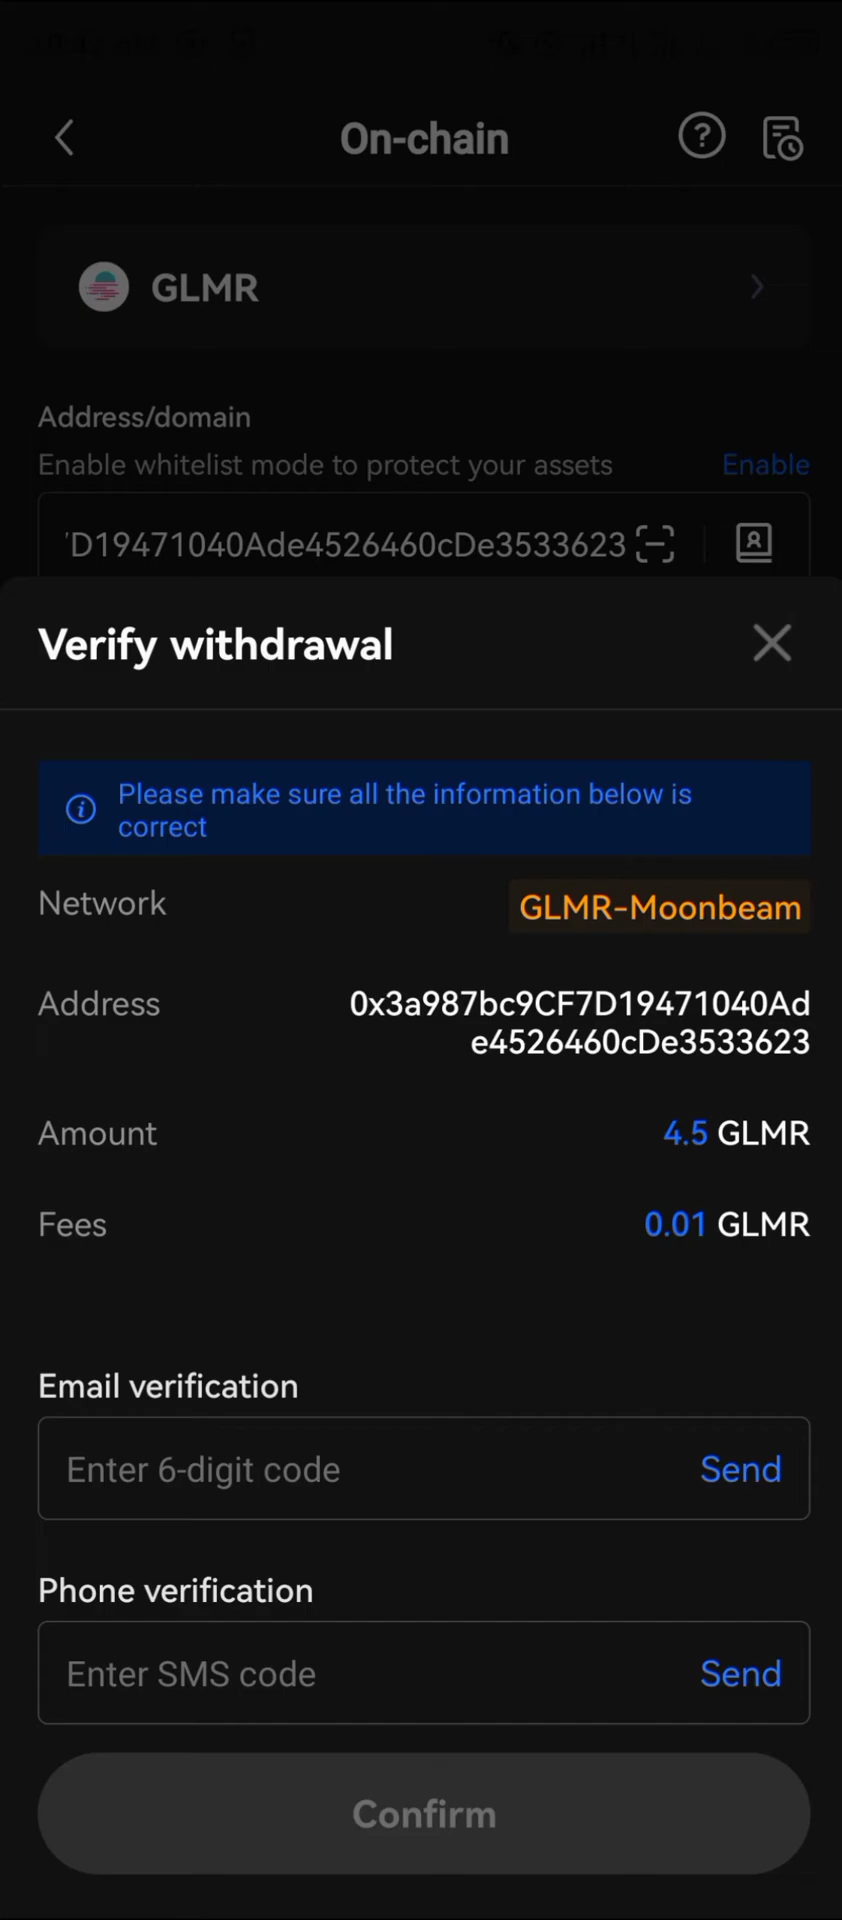 On-chain
GLMR
Address/domain
Enable whitelist mode to protect your assets Enable
D19471040Ade4526460cDe3533623
Verify withdrawal
Please make sure all the information below is
correct
Network GLMR-Moonbeam
Address 0x3a987bc9CF7D19471040Ad
e4526460cDe3533623
Amount 4.5 GLMR
Fees 0.01 GLMR
Email verification
Enter 6-digit code Send
Phone verification
Enter SMS code Send
Confirm